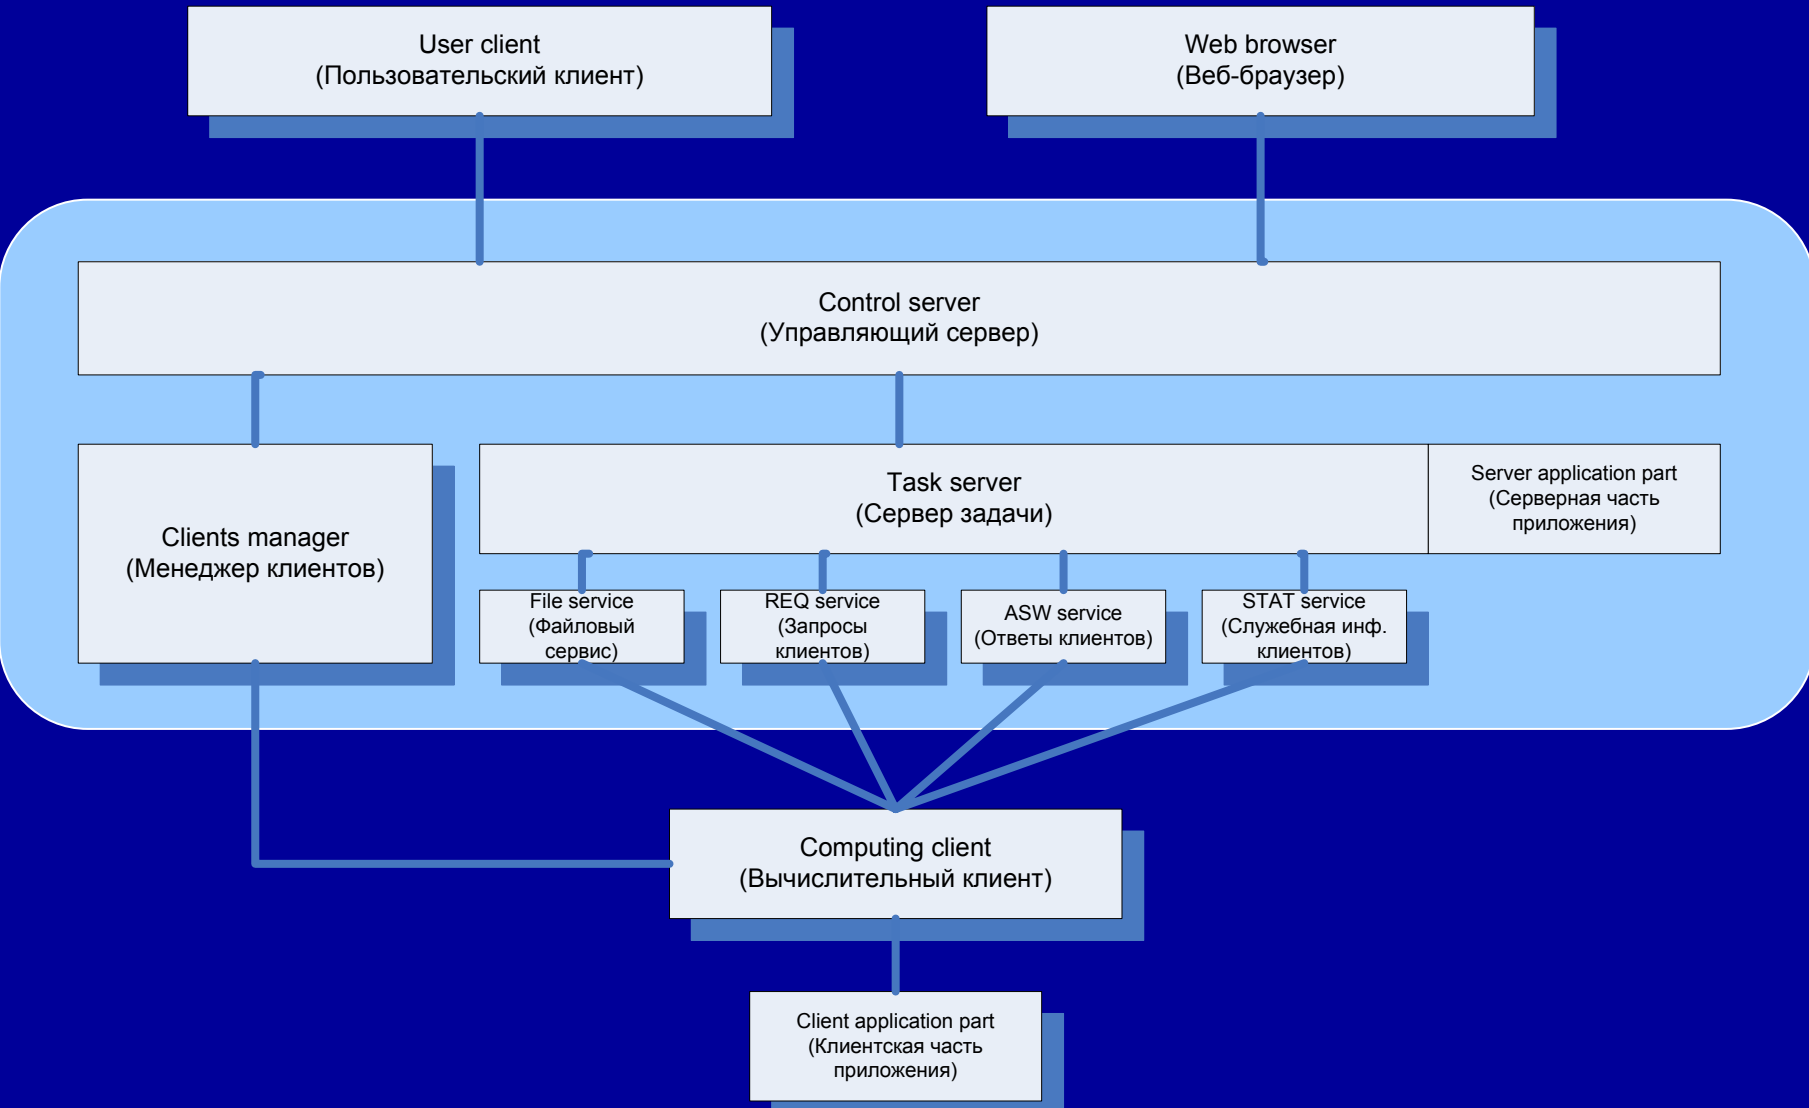 User client
(Пользовательский клиент)
Web browser
(Веб-браузер)
Control server
(Управляющий сервер)
Clients manager
(Менеджер клиентов)
Task server
(Сервер задачи)
Server application part
(Серверная часть
приложения)
File service
(Файловый
сервис)
REQ service
(Запросы
клиентов)
ASW service
(Ответы клиентов)
STAT service
(Служебная инф.
клиентов)
Computing client
(Вычислительный клиент)
Client application part
(Клиентская часть
приложения)